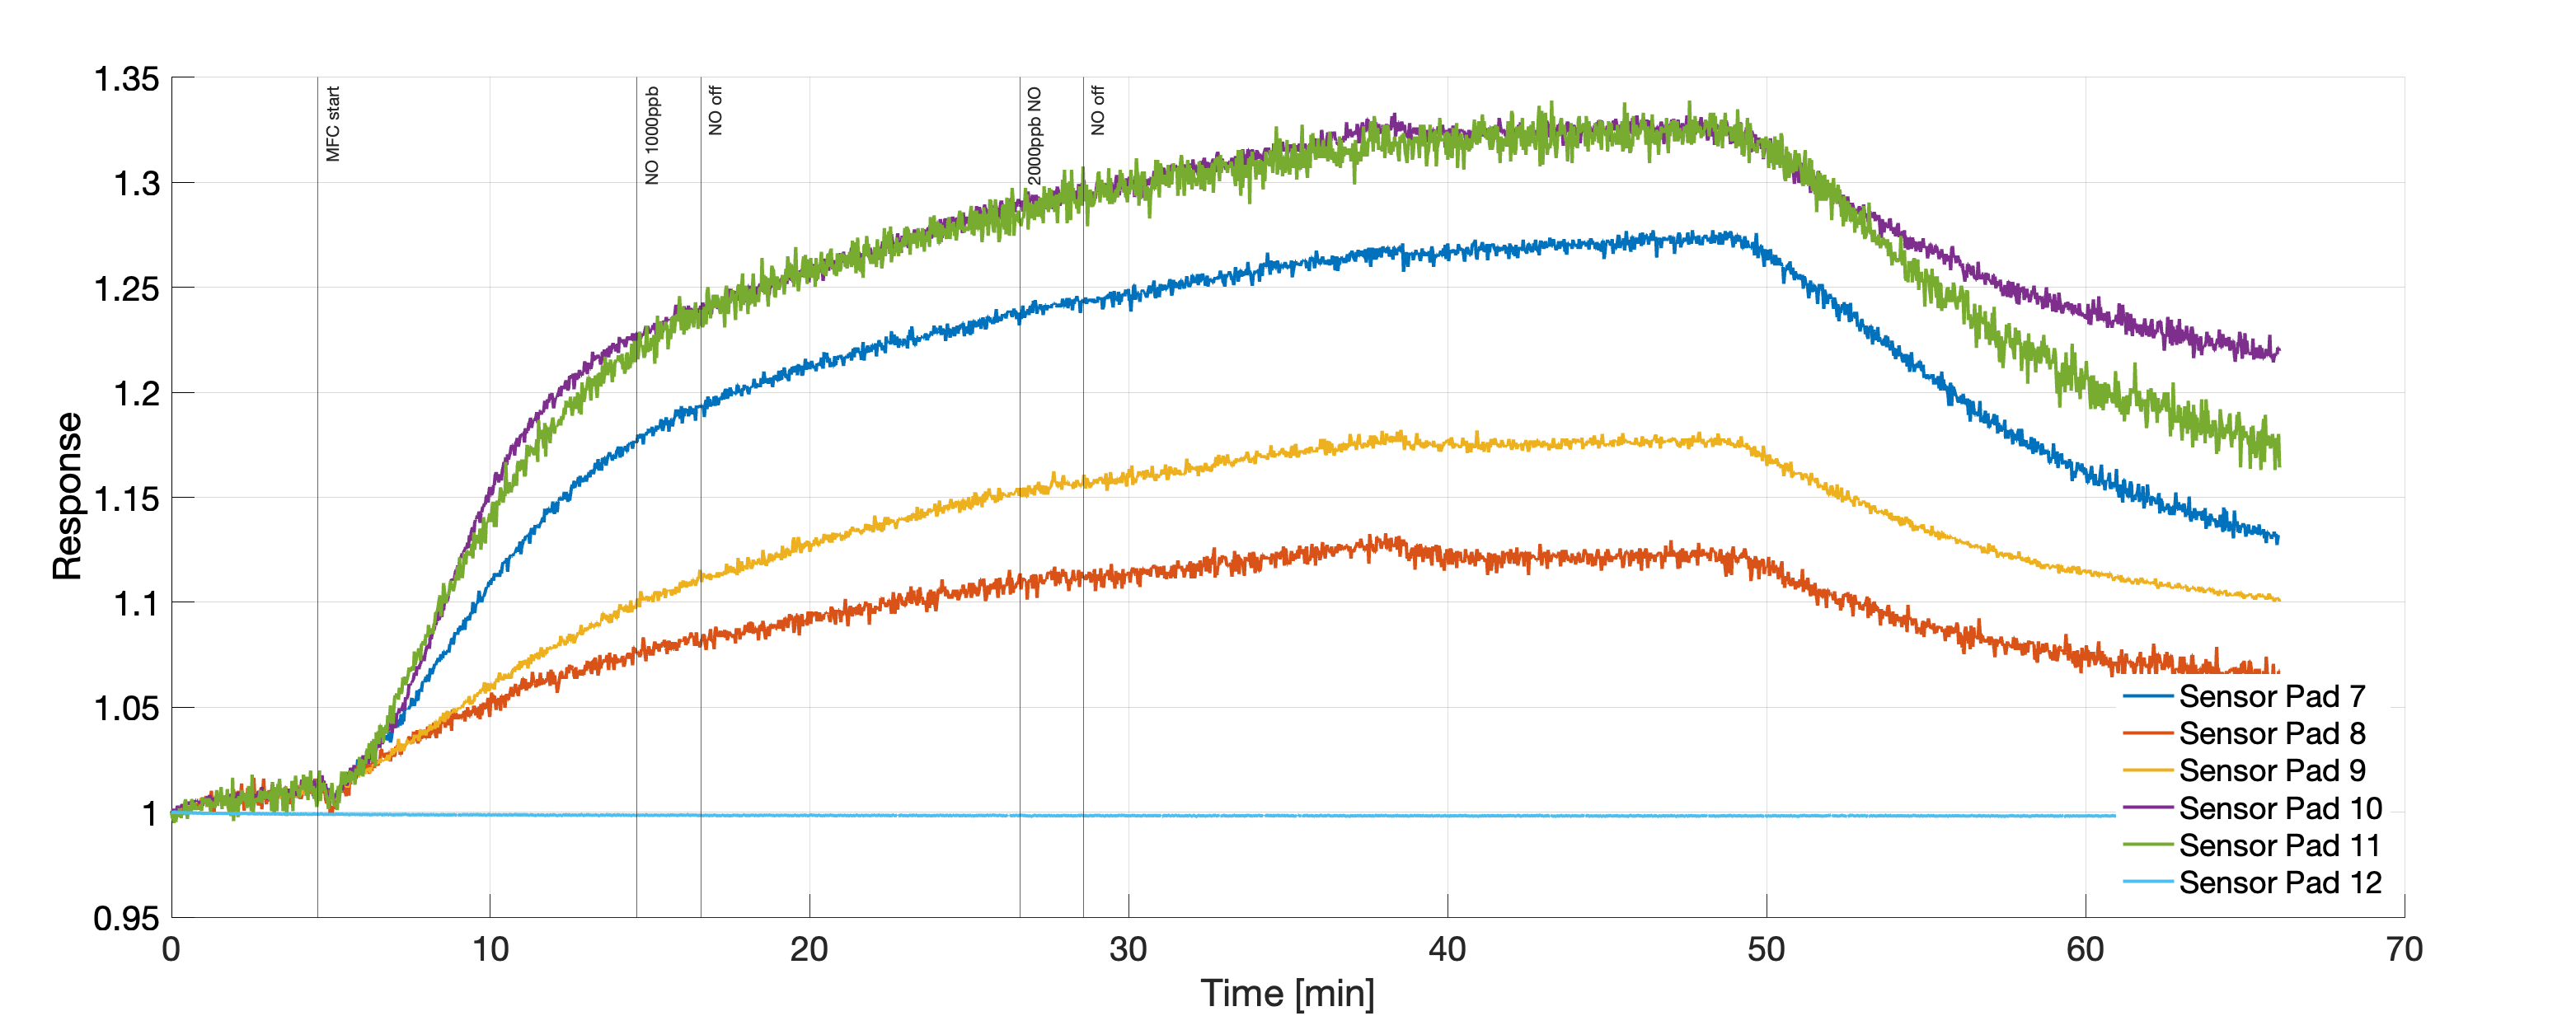 1.35
1.3
1.25
1.2
1.15
1.1
1.05
1
0.95
Response
MFC start
NO 1000ppb
NO off
2000ppb NO
NO off
Sensor Pad 7
Sensor Pad 8
Sensor Pad 9
Sensor Pad 10
Sensor Pad 11
Sensor Pad 12
0 10 20 30 40 50 60 70
Time [min]